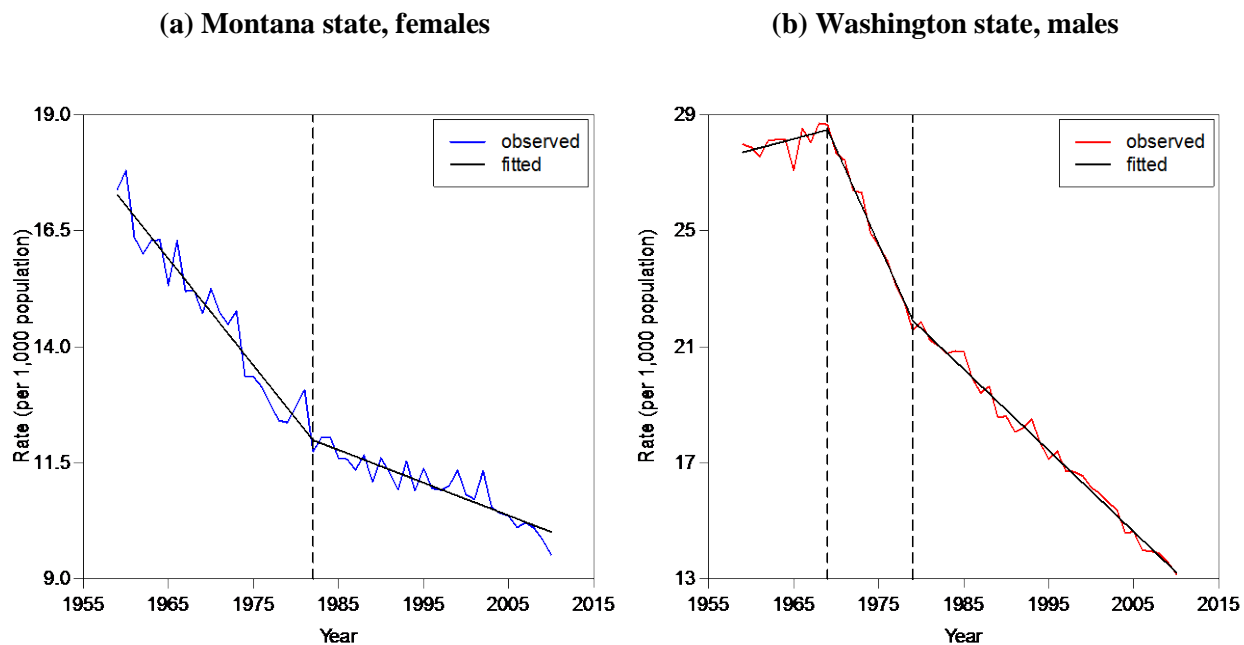 (a) Montana state, females
19.0
16.5
14.0
11.5
9.0
Rate (per 1,000 population)
observed
fitted
1955 1965 1975 1985 1995 2005 2015
Year
(b) Washington state, males
29
25
21
17
13
Rate (per 1,000 population)
observed
fitted
1955 1965 1975 1985 1995 2005 2015
Year